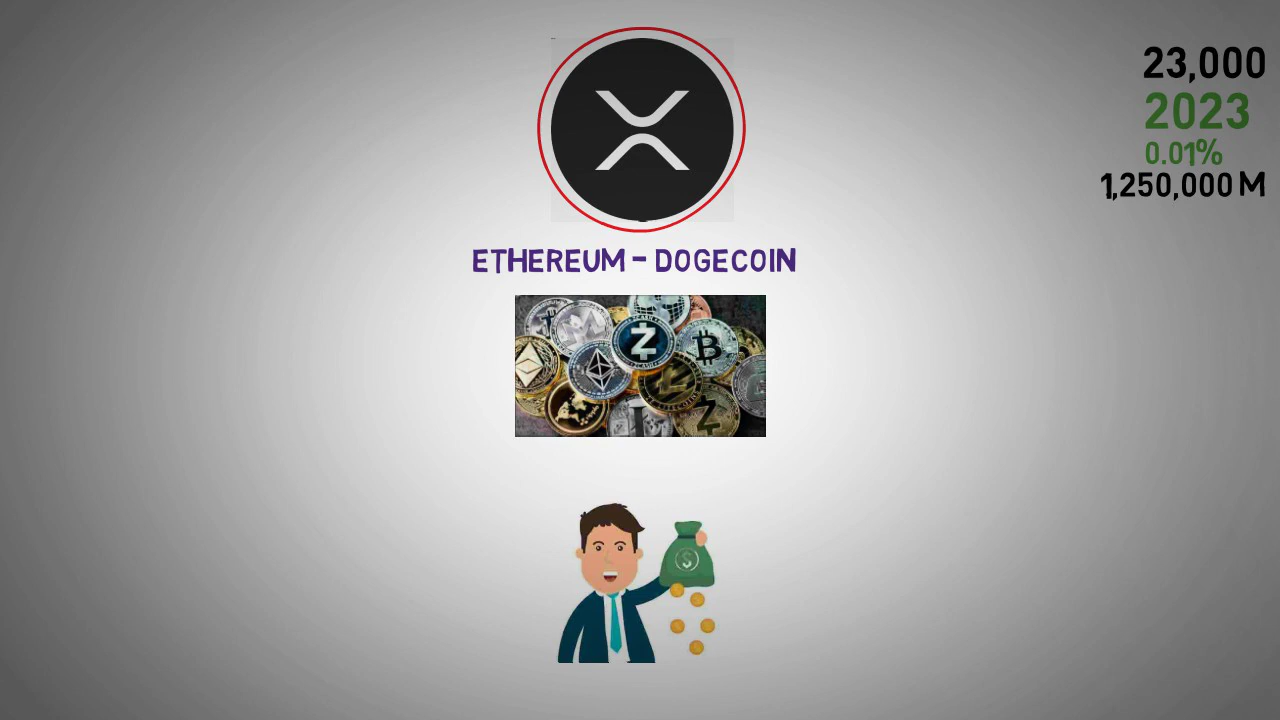 23,000
2023
0.01%
1,250,000 M
ETHEREUM - DOGECOIN